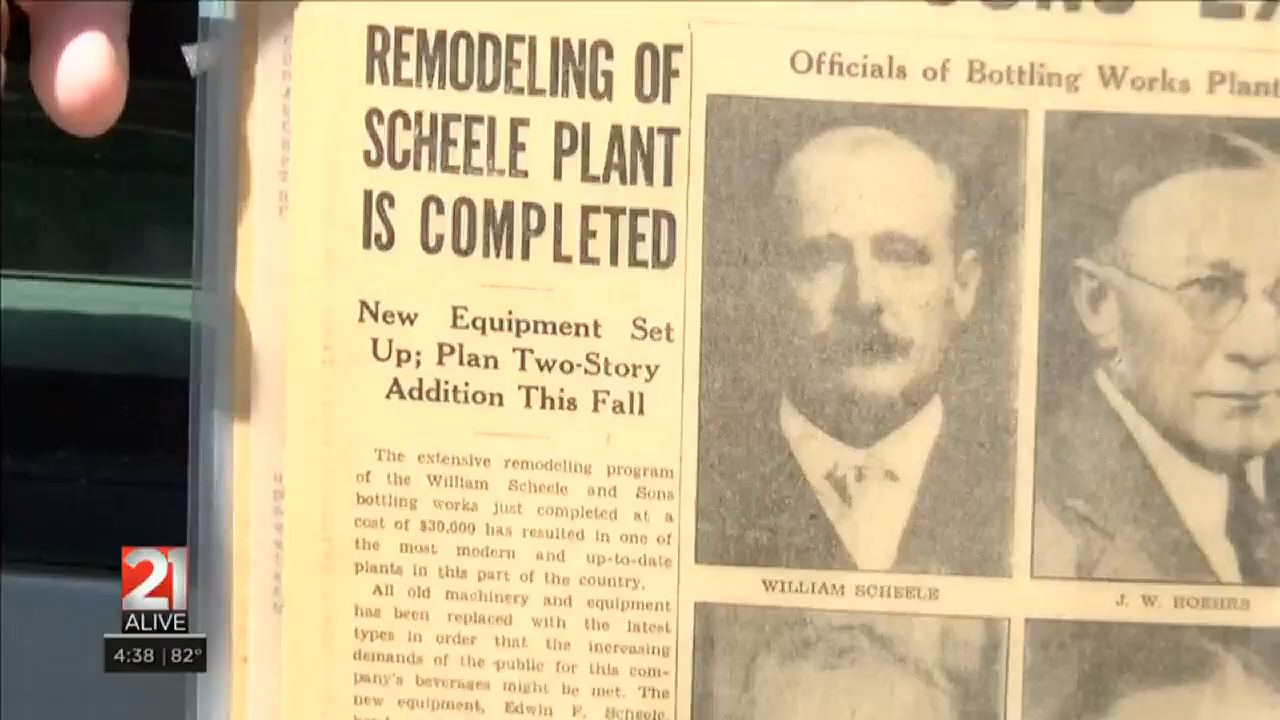 REMODELING OF
SCHEELE PLANT
IS COMPLETED
New Equipment Set
Up; Plan Two-Story
Addition This Fall
The extensive remodeling program
of the William Scheele and Sons
bottling works just completed at a
cost of $30,000 has resulted in one of
the most modern and up-to-date
plants in this part of the country.
All old machinery and equipment
has been replaced with the latest
types in order that the increasing
demands of the public for this com-
pany's beverages might be met. The
new equipment, Edwin F. Scheele,
Officials of Bottling Works Plant
WILLIAM SCHEELE
J. W. ROEHRS
21
ALIVE
4:38 | 82°